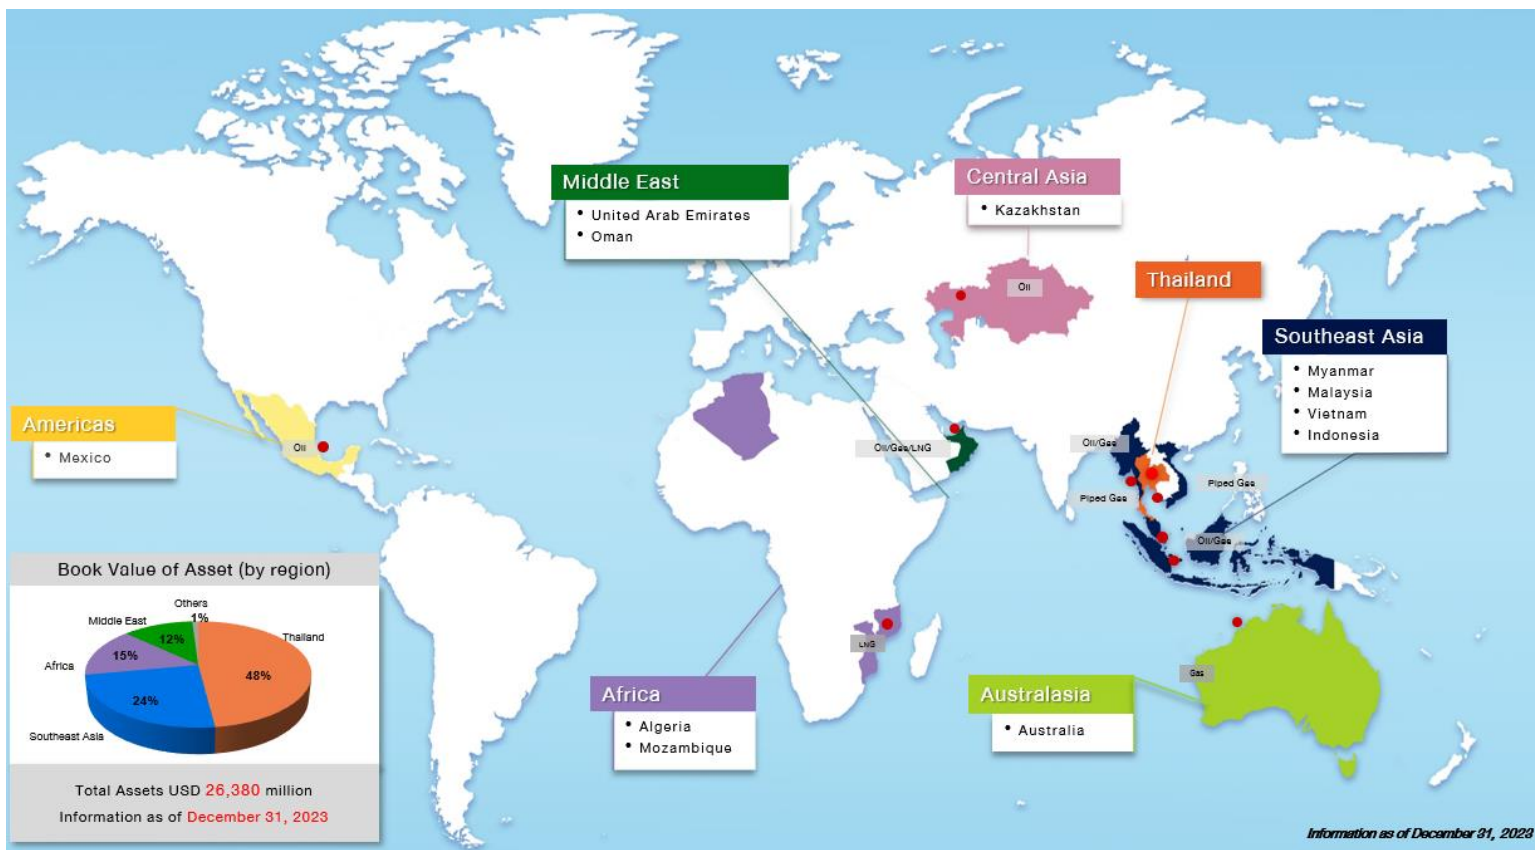 Middle East
• United Arab Emirates
• Oman
Central Asia
• Kazakhstan
Oil
Thailand
Southeast Asia
• Myanmar
• Malaysia
• Vietnam
• Indonesia
Americas
• Mexico
Oil
Oil/Gas/LNG
Oil/Gas
Piped Gas
Piped Gas
Oil/Gas
Book Value of Asset (by region)
Others
1%
Middle East
12%
Thailand
15%
Africa
48%
24%
Southeast Asia
Total Assets USD 26,380 million
Information as of December 31, 2023
LNG
Africa
• Algeria
• Mozambique
Gas
Australasia
• Australia
Information as of December 31, 2023